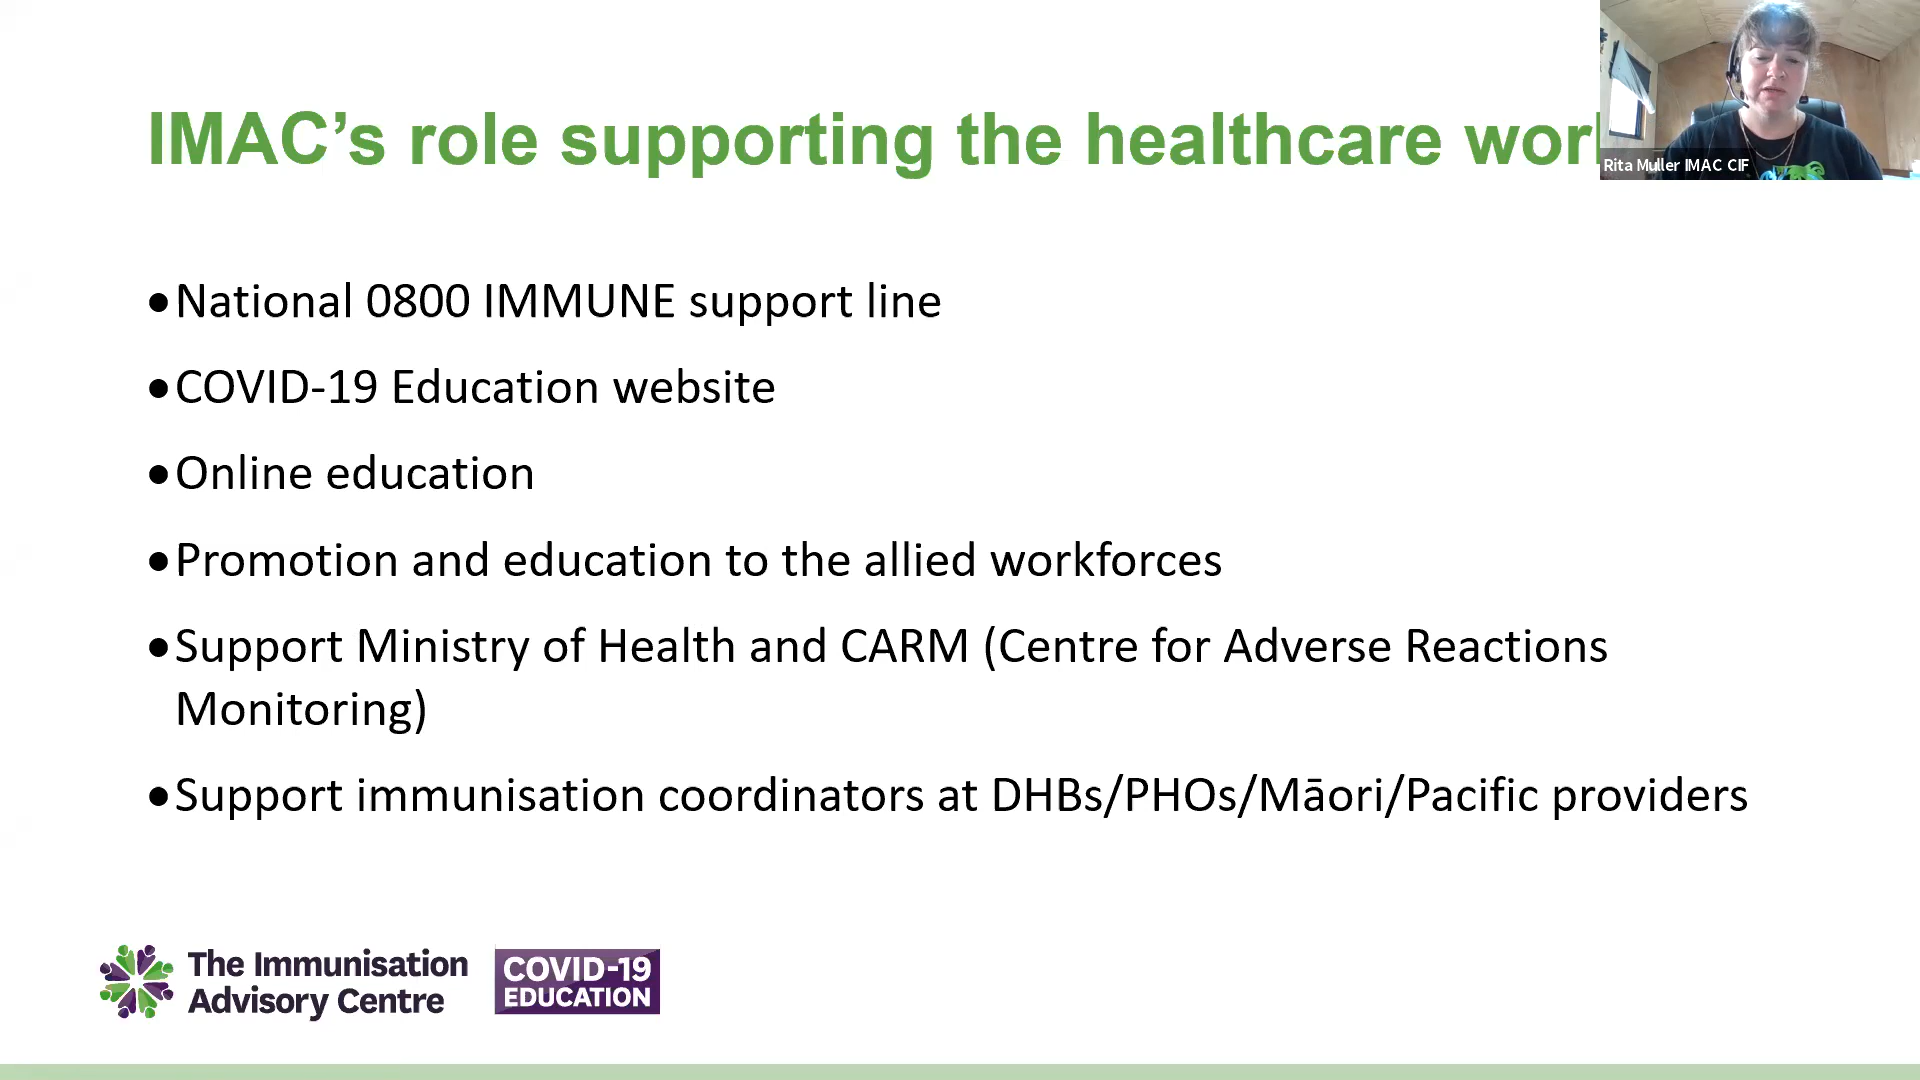 IMAC’s role supporting the healthcare
Rita Muller IMAC CIF
•National 0800 IMMUNE support line
•COVID-19 Education website
•Online education
•Promotion and education to the allied workforces
•Support Ministry of Health and CARM (Centre for Adverse Reactions
Monitoring)
•Support immunisation coordinators at DHBs/PHOs/Māori/Pacific providers
The Immunisation
Advisory Centre
COVID-19
EDUCATION